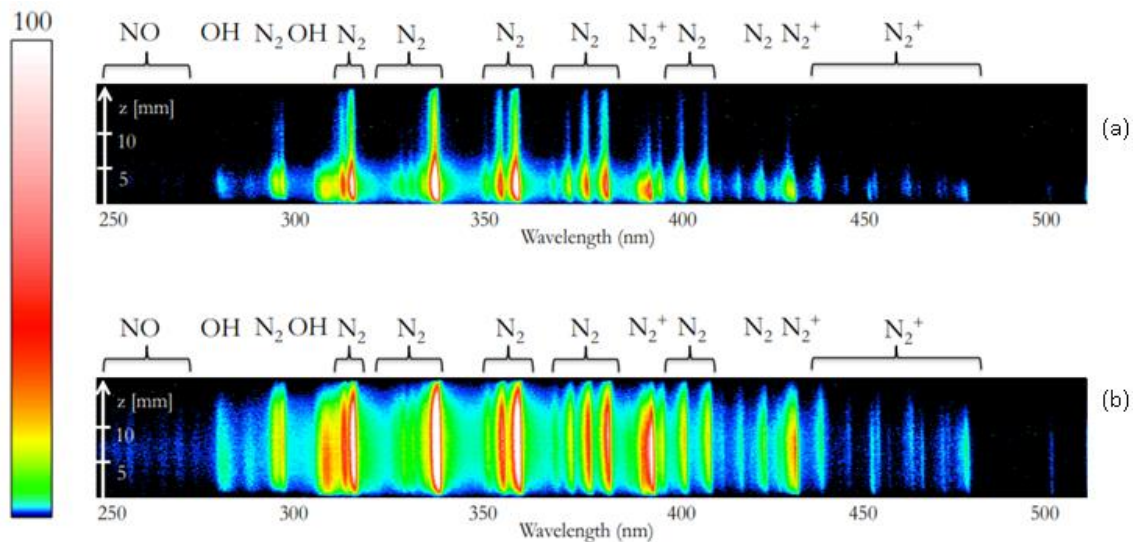 100
NO OH N₂ OH N₂ N₂ N₂ N₂ N₂⁺ N₂ N₂ N₂⁺ N₂⁺
z [mm]
10
5
(a)
250 300 350 400 450 500
Wavelength (nm)
NO OH N₂ OH N₂ N₂ N₂ N₂ N₂⁺ N₂ N₂ N₂⁺ N₂⁺
z [mm]
10
5
(b)
250 300 350 400 450 500
Wavelength (nm)
0